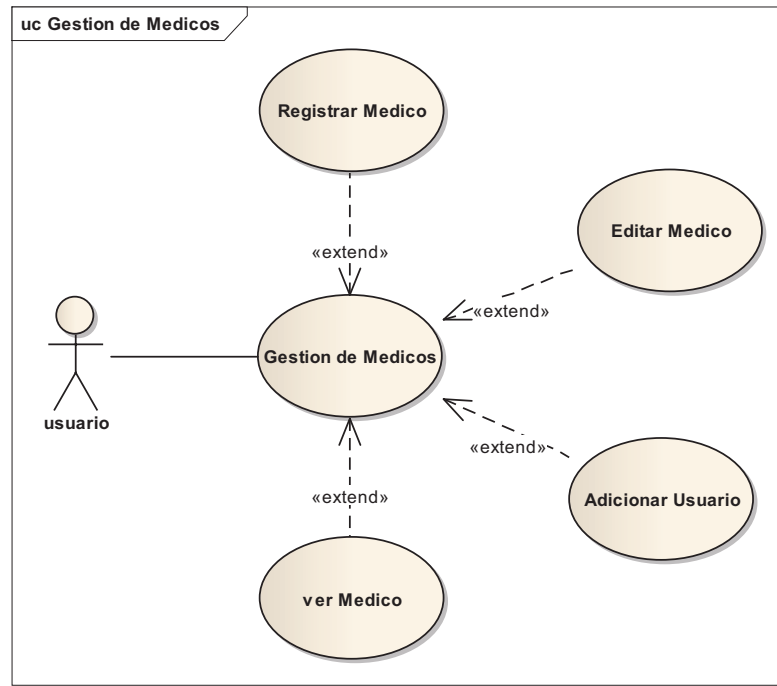 uc Gestion de Medicos
Registrar Medico
Editar Medico
«extend»
«extend»
Gestion de Medicos
usuario
«extend»
Adicionar Usuario
«extend»
ver Medico